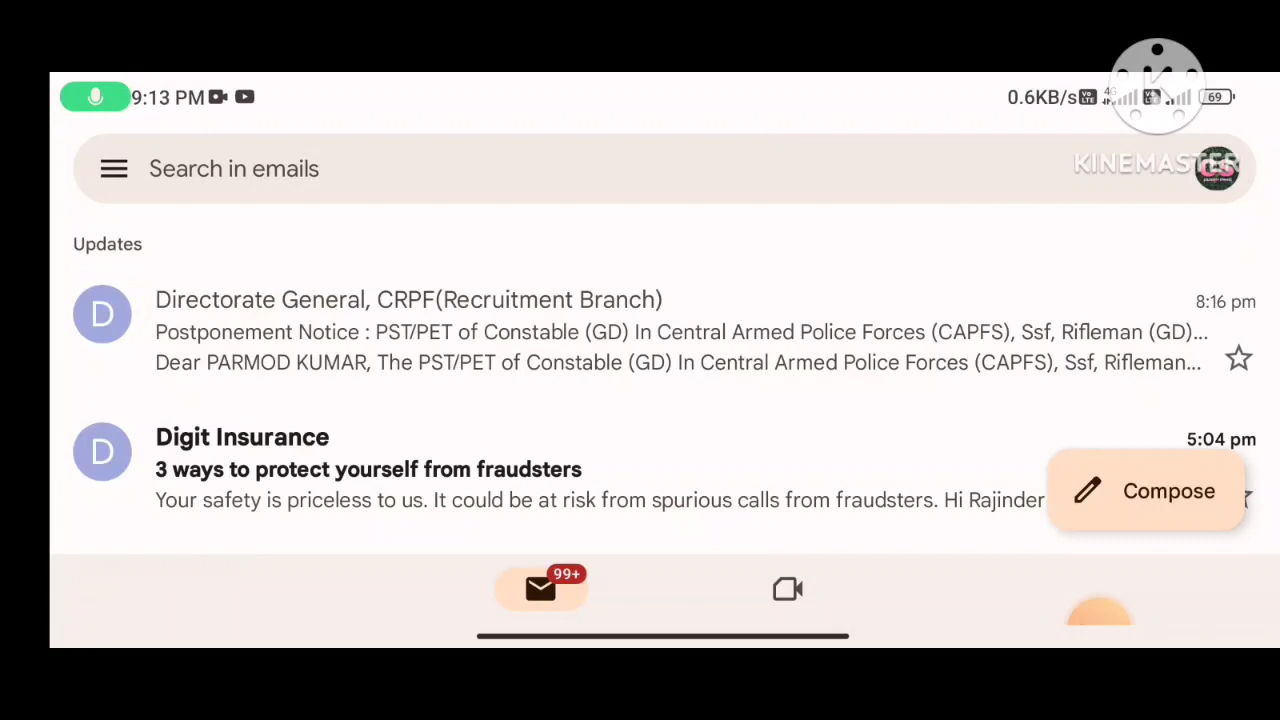 9:13 PM
0.6KB/s Vo LTE 4G 69
KINEMASTER
Search in emails
Updates
D
Directorate General, CRPF(Recruitment Branch)
8:16 pm
Postponement Notice : PST/PET of Constable (GD) In Central Armed Police Forces (CAPFS), Ssf, Rifleman (GD)...
Dear PARMOD KUMAR, The PST/PET of Constable (GD) In Central Armed Police Forces (CAPFS), Ssf, Rifleman...
D
Digit Insurance
5:04 pm
3 ways to protect yourself from fraudsters
Your safety is priceless to us. It could be at risk from spurious calls from fraudsters. Hi Rajinder
Compose
99+